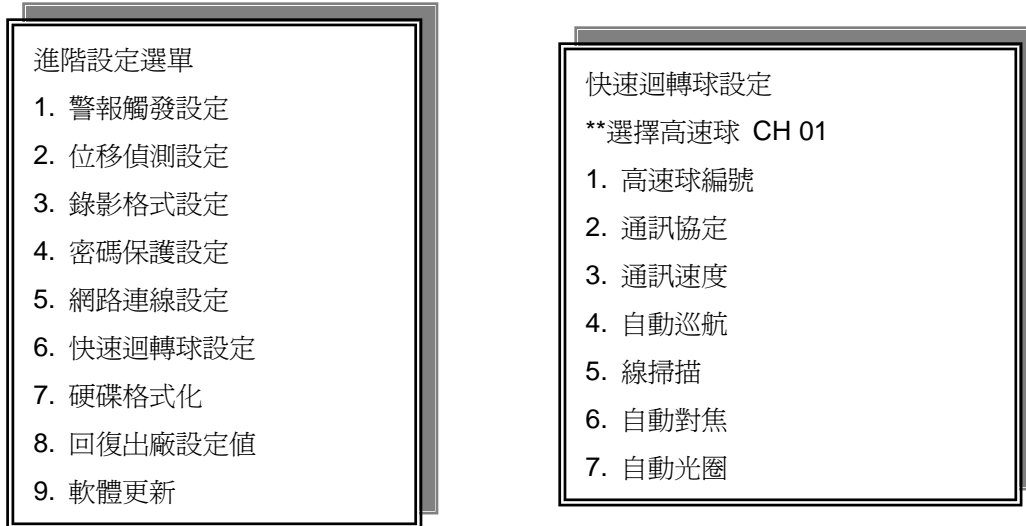 進階設定選單
1. 警報觸發設定
2. 位移偵測設定
3. 錄影格式設定
4. 密碼保護設定
5. 網路連線設定
6. 快速迴轉球設定
7. 硬碟格式化
8. 回復出廠設定值
9. 軟體更新
快速迴轉球設定
**選擇高速球 CH 01
1. 高速球編號
2. 通訊協定
3. 通訊速度
4. 自動巡航
5. 線掃描
6. 自動對焦
7. 自動光圈